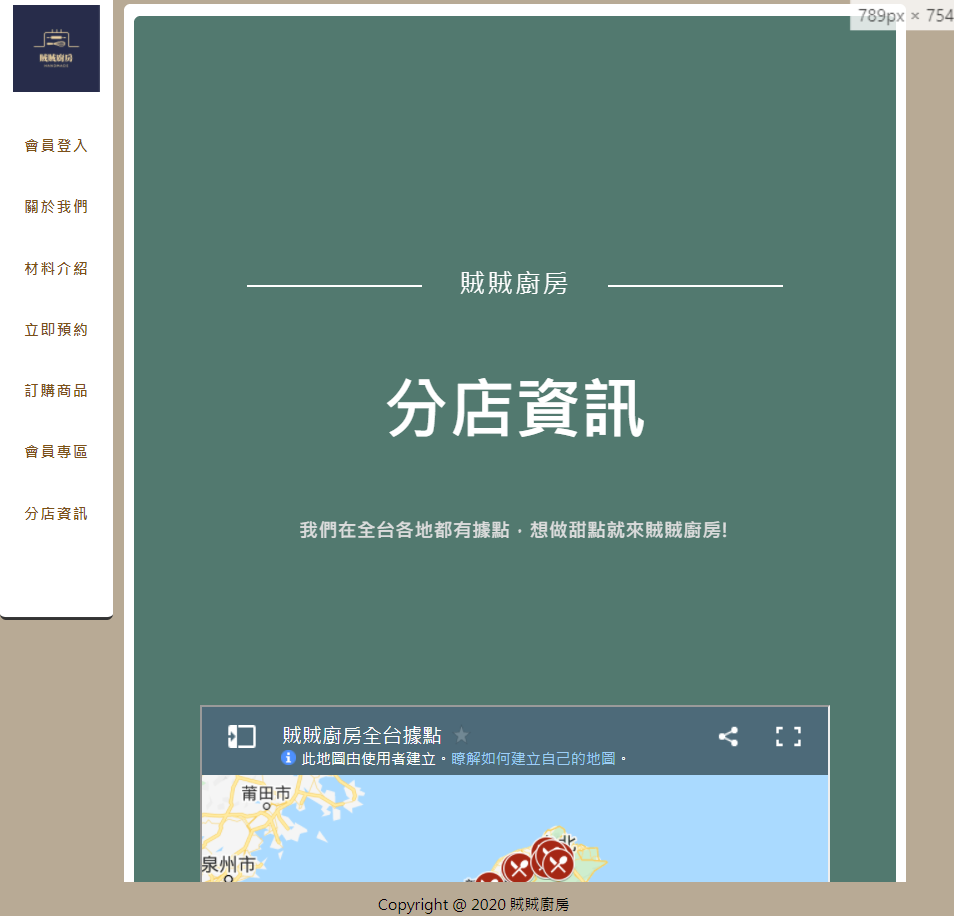 789px × 754
賊賊廚房
會員登入
關於我們
材料介紹
立即預約
訂購商品
會員專區
分店資訊
賊賊廚房
分店資訊
我們在全台各地都有據點，想做甜點就來賊賊廚房!
賊賊廚房全台據點
此地圖由使用者建立。瞭解如何建立自己的地圖。
莆田市
泉州市
北
Copyright @ 2020 賊賊廚房